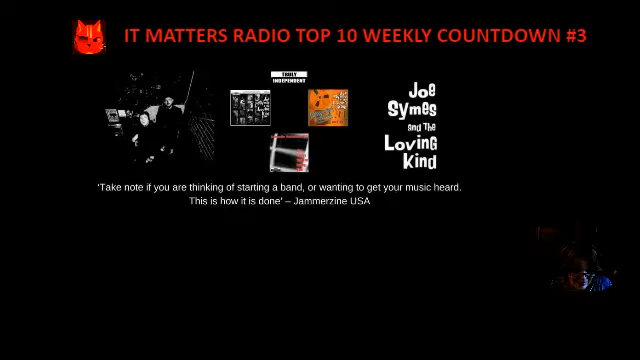 IT MATTERS RADIO TOP 10 WEEKLY COUNTDOWN #3
TRULY
INDEPENDENT
Joe
Symes
and The
Loving
Kind
'Take note if you are thinking of starting a band, or wanting to get your music heard.
This is how it is done' – Jammerzine USA